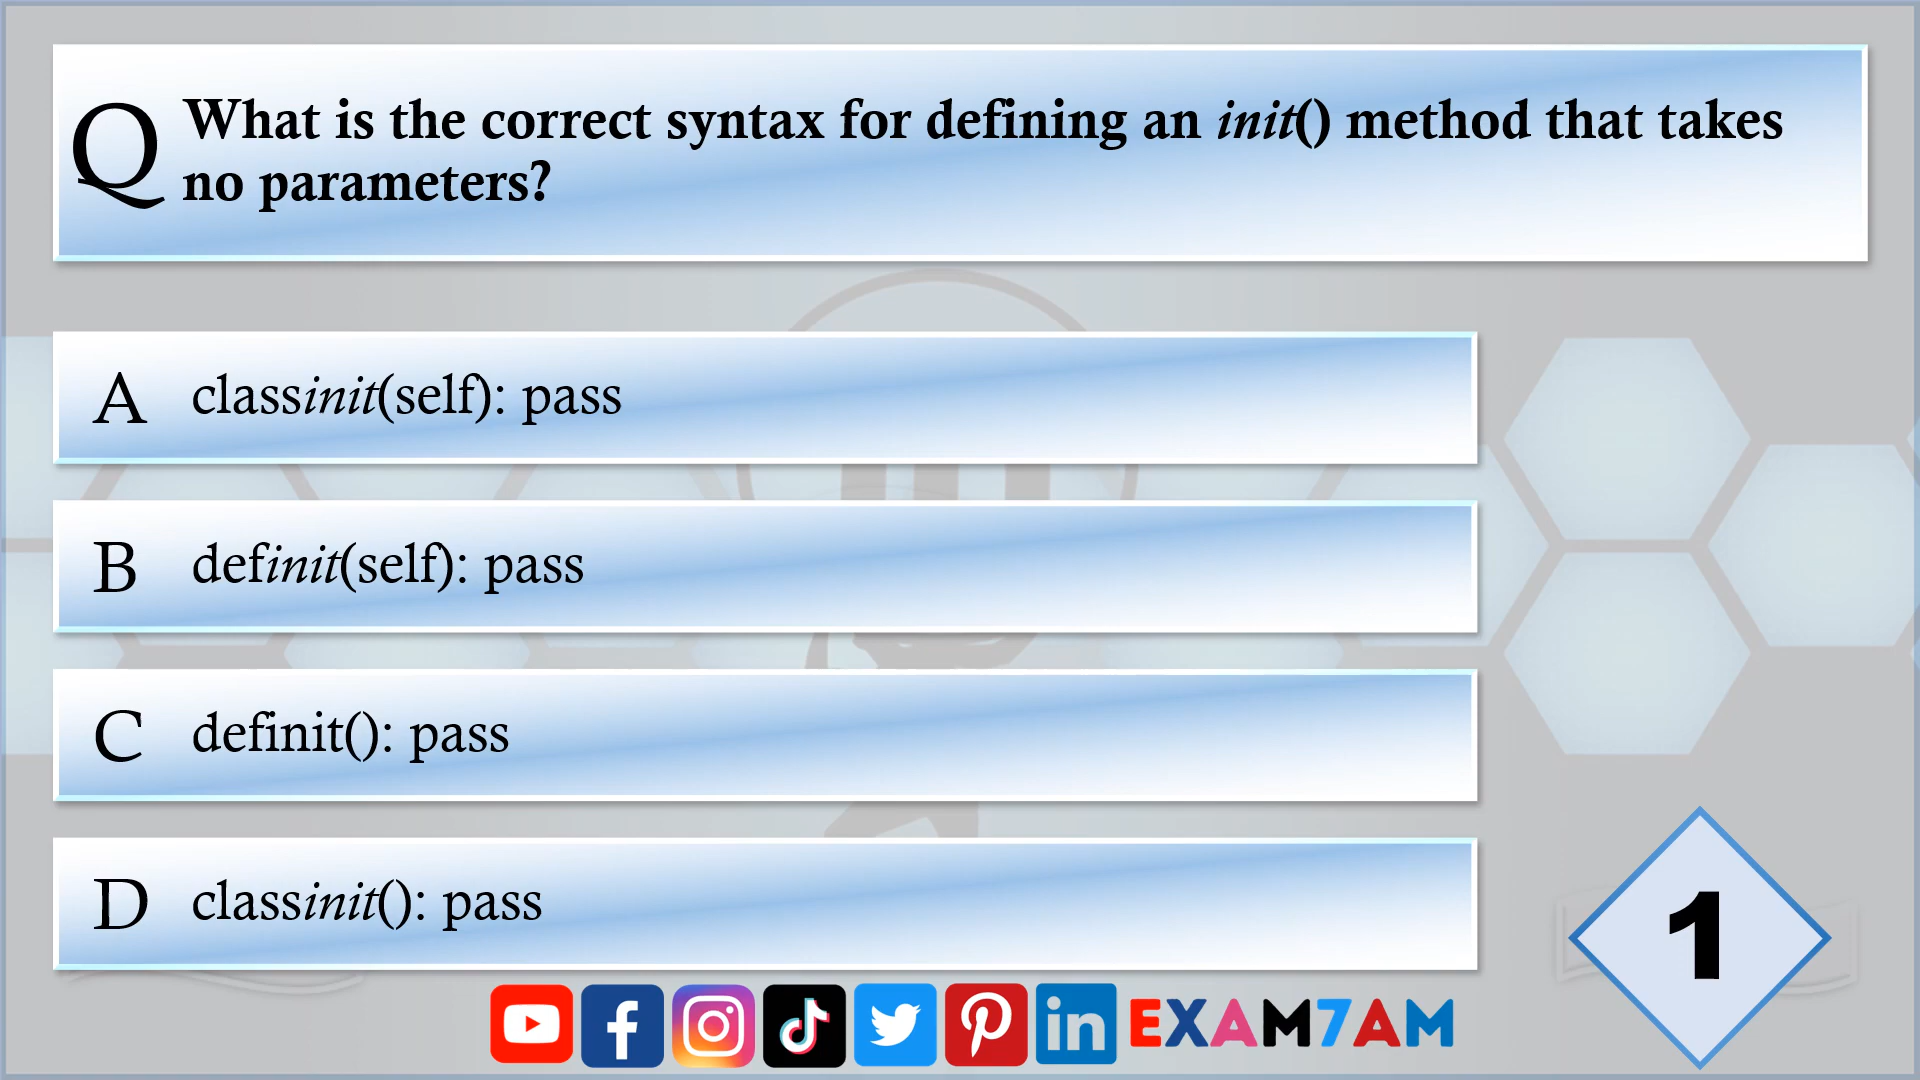 Q What is the correct syntax for defining an init() method that takes
no parameters?
A classinit(self): pass
B definit(self): pass
C definit(): pass
D classinit(): pass
1
EXAM7AM